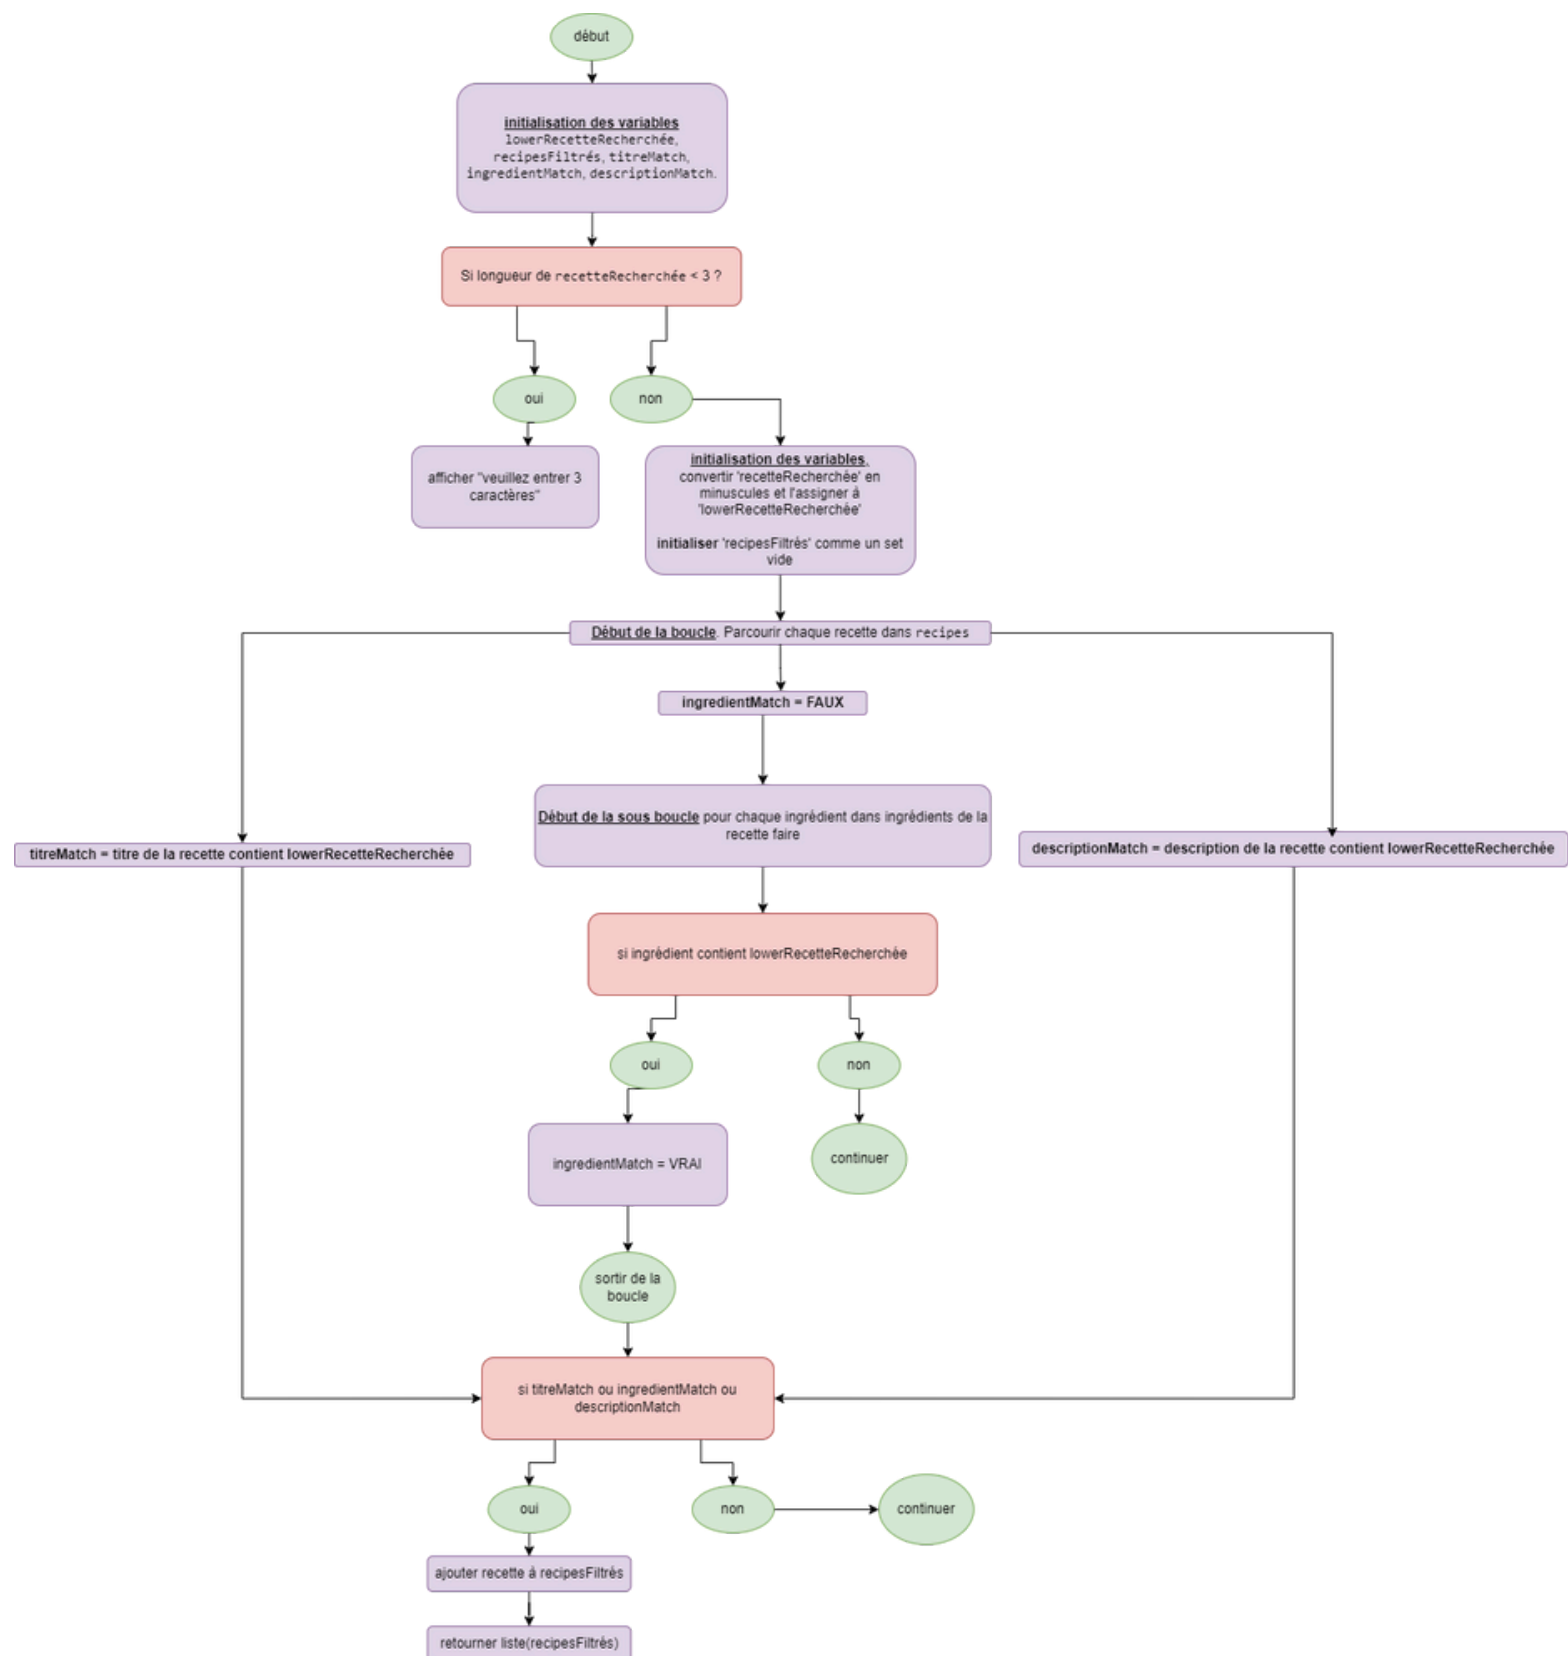 début
initialisation des variables
lowerRecetteRecherchée,
recipesFiltrés, titreMatch,
ingredientMatch, descriptionMatch.
Si longueur de recetteRecherchée < 3 ?
oui
non
afficher "veuillez entrer 3
caractères"
initialisation des variables,
convertir 'recetteRecherchée' en
minuscules et l'assigner à
'lowerRecetteRecherchée'
initialiser 'recipesFiltrés' comme un set
vide
Début de la boucle. Parcourir chaque recette dans recipes
ingredientMatch = FAUX
Début de la sous boucle pour chaque ingrédient dans ingrédients de la
recette faire
titreMatch = titre de la recette contient lowerRecetteRecherchée
descriptionMatch = description de la recette contient lowerRecetteRecherchée
si ingrédient contient lowerRecetteRecherchée
oui
non
ingredientMatch = VRAI
continuer
sortir de la
boucle
si titreMatch ou ingredientMatch ou
descriptionMatch
oui
non
continuer
ajouter recette à recipesFiltrés
retourner liste(recipesFiltrés)